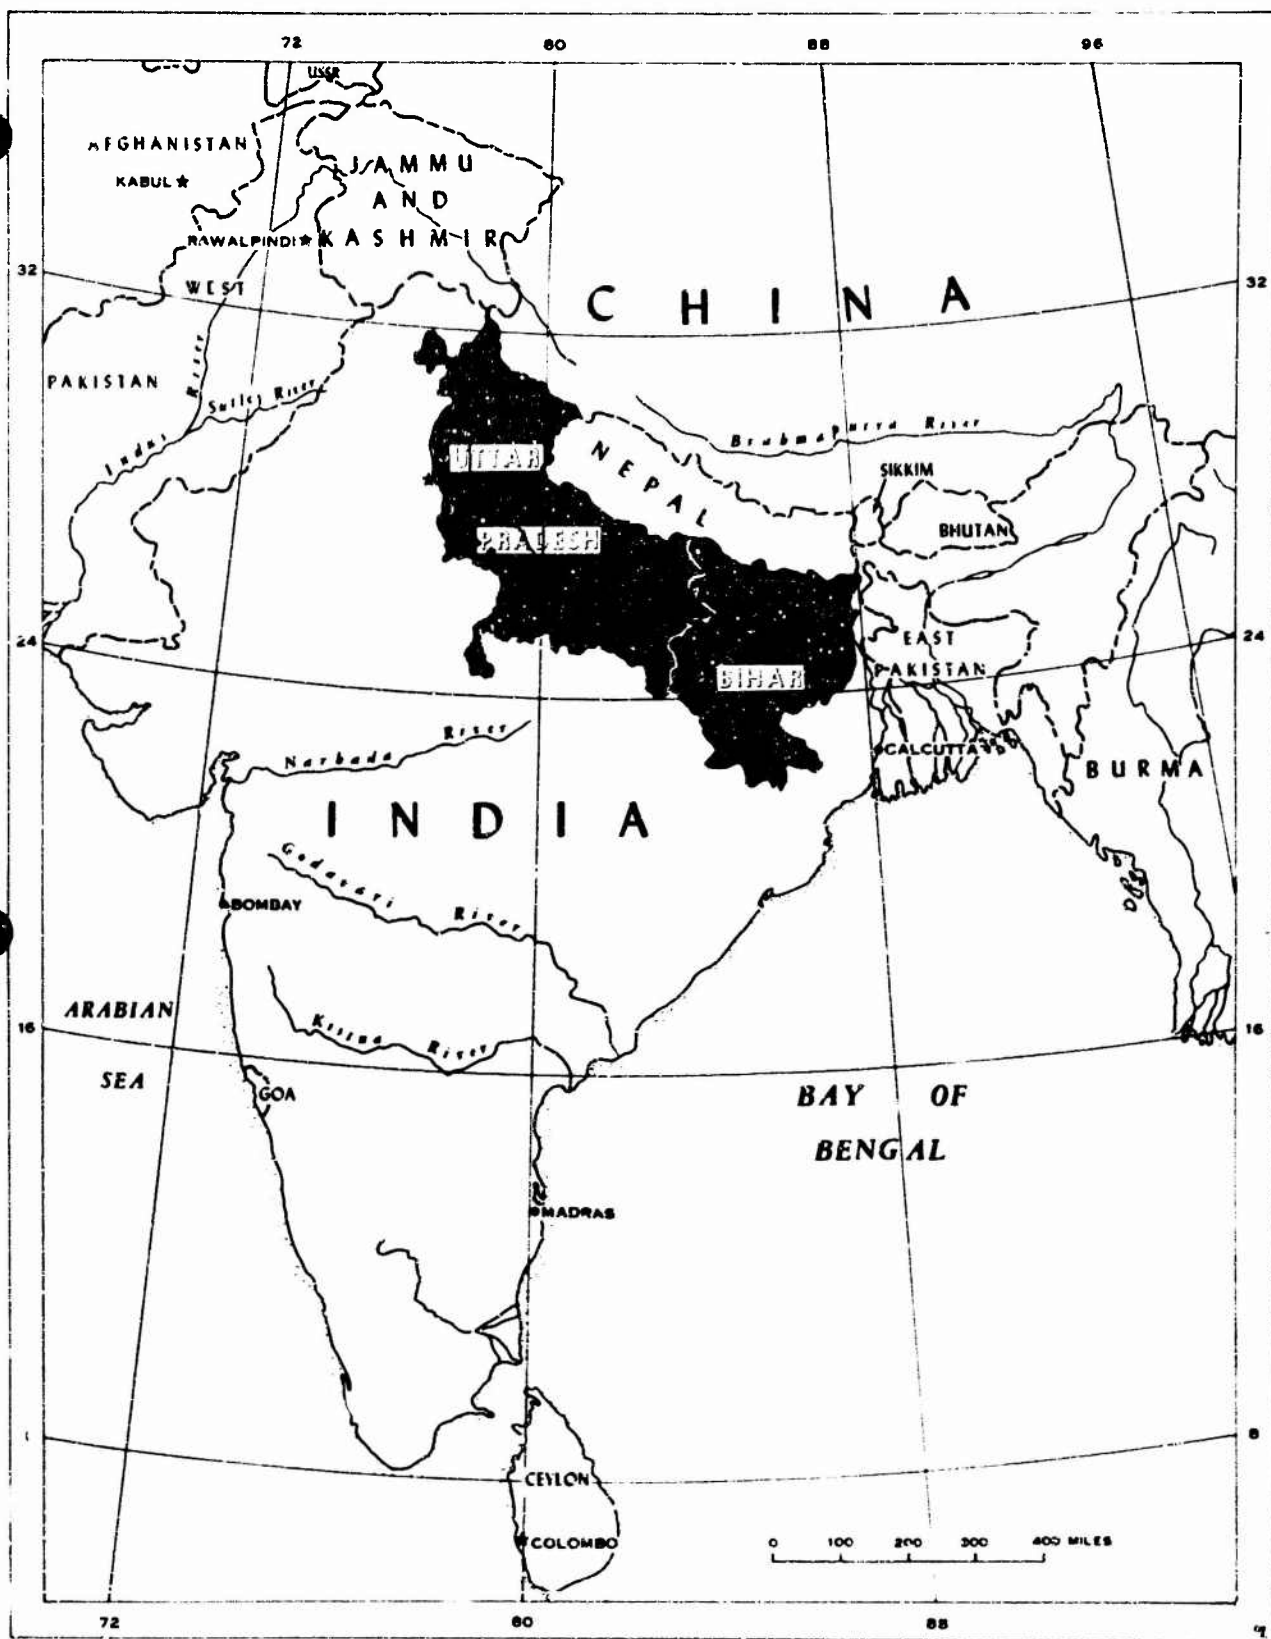 72 80 88 96
USSR
AFGHANISTAN
KABUL
JAMMU
AND
KASHMIR
RAWALPINDI
32 32
WEST
CHINA
PAKISTAN
Indus River
Sutlej River
Brahmaputra River
UTTAR
NEPAL
SIKKIM
BHUTAN
PRADESH
24 24
EAST
PAKISTAN
BIHAR
Narbada River
CALCUTTA
BURMA
INDIA
Godavari River
BOMBAY
ARABIAN
SEA
16 16
River
GOA
BAY OF
BENGAL
MADRAS
8
CEYLON
COLOMBO
0 100 200 300 400 MILES
72 80 88